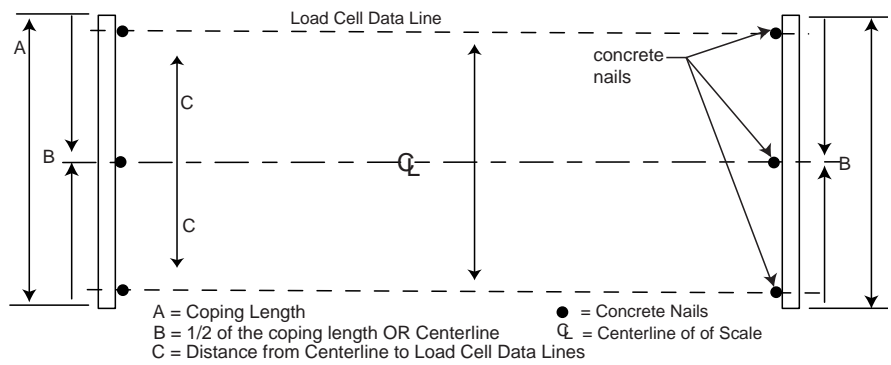 Load Cell Data Line
A
concrete
nails
C
B
℄
B
C
A = Coping Length
B = 1/2 of the coping length OR Centerline
C = Distance from Centerline to Load Cell Data Lines
● = Concrete Nails
℄ = Centerline of of Scale